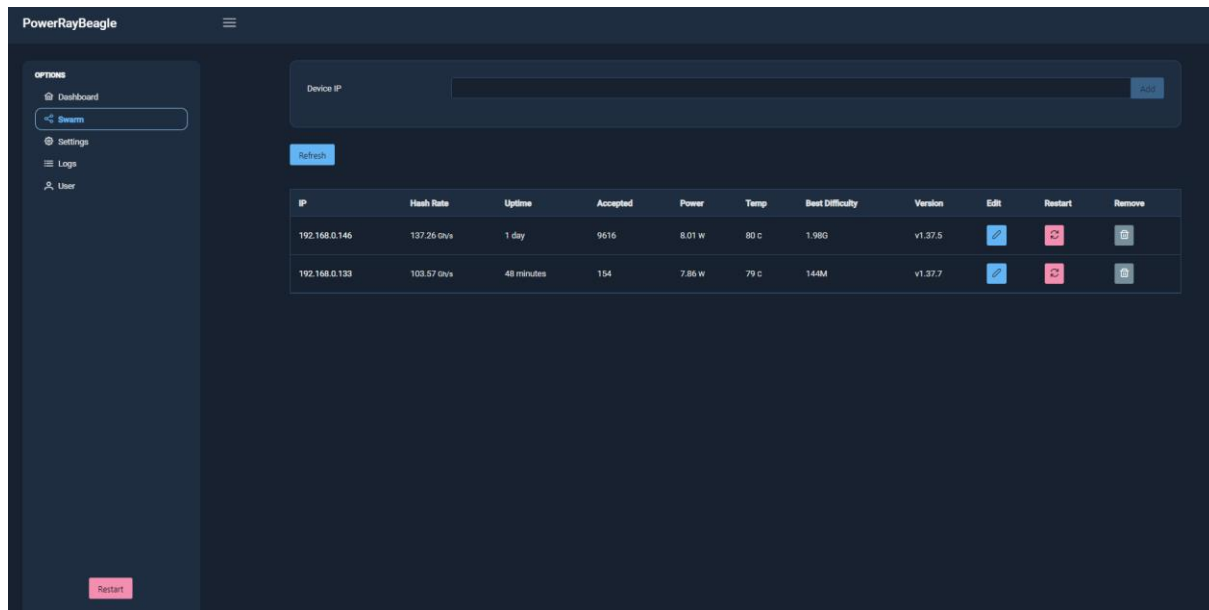 PowerRayBeagle
OPTIONS
Dashboard
Swarm
Settings
Logs
User
Restart
Device IP
Add
Refresh
IP Hash Rate Uptime Accepted Power Temp Best Difficulty Version Edit Restart Remove
192.168.0.146 137.26 Gh/s 1 day 9616 8.01 W 80 C 1.98G v1.37.5
192.168.0.133 103.57 Gh/s 48 minutes 154 7.86 W 79 C 144M v1.37.7